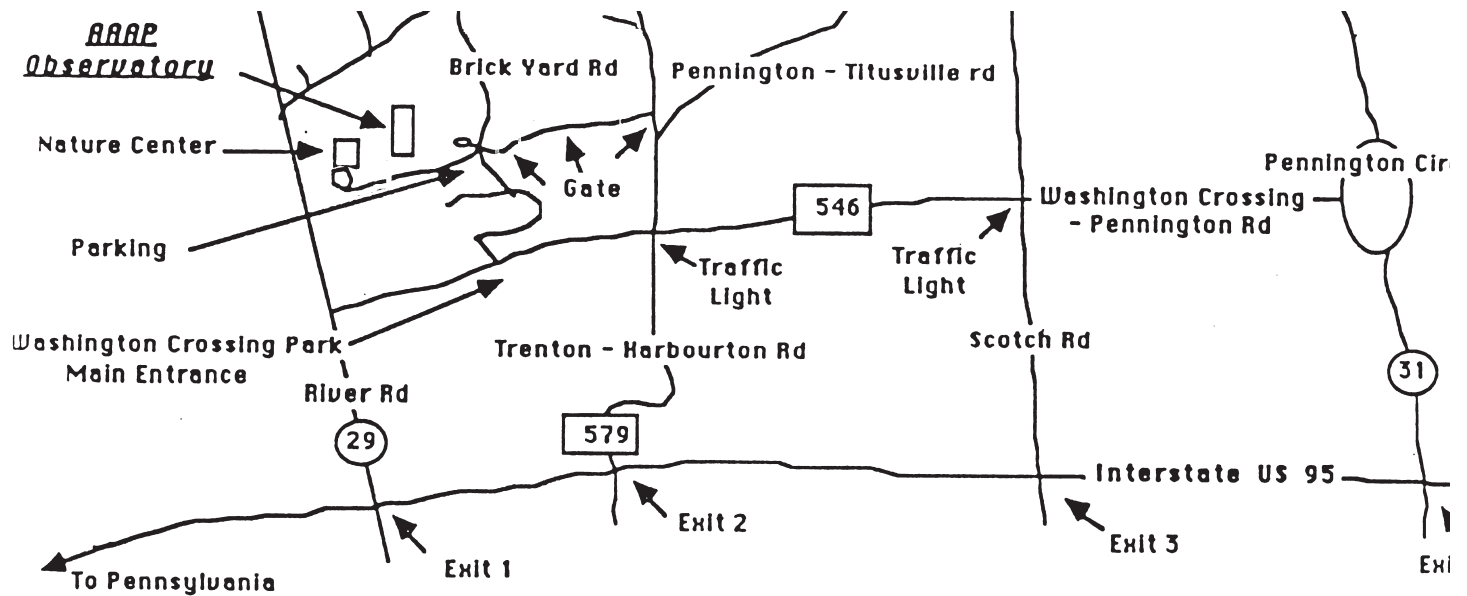 AAAP
Observatory
Brick Yard Rd
Pennington - Titusville rd
Nature Center
Pennington Cir
Gate
546
Washington Crossing
- Pennington Rd
Parking
Traffic
Light
Traffic
Light
Washington Crossing Park
Main Entrance
Trenton - Harbourton Rd
Scotch Rd
River Rd
31
29
579
Interstate US 95
Exit 2
Exit 3
Exit 1
Exi
To Pennsylvania